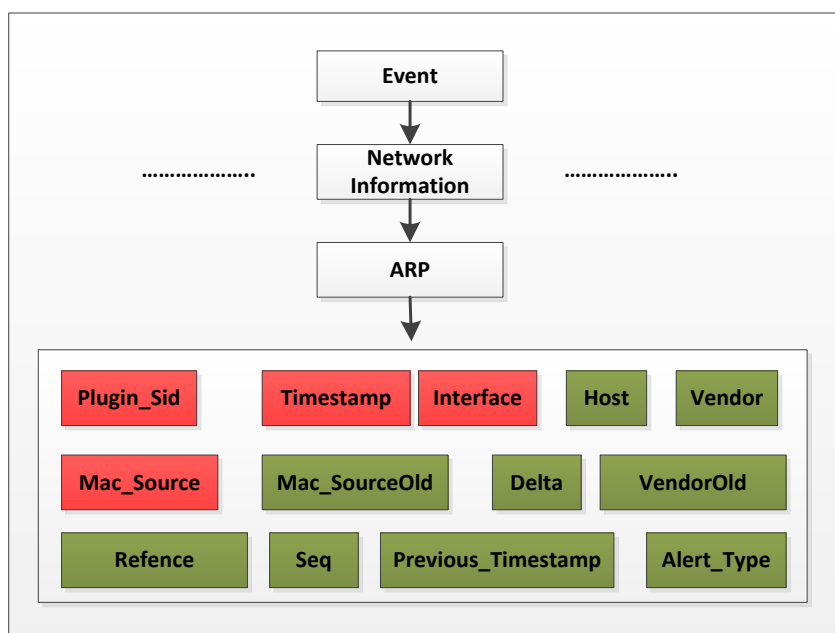 Event
Network
Information
……………….. ………………..
ARP
Plugin_Sid Timestamp Interface Host Vendor
Mac_Source Mac_SourceOld Delta VendorOld
Refence Seq Previous_Timestamp Alert_Type